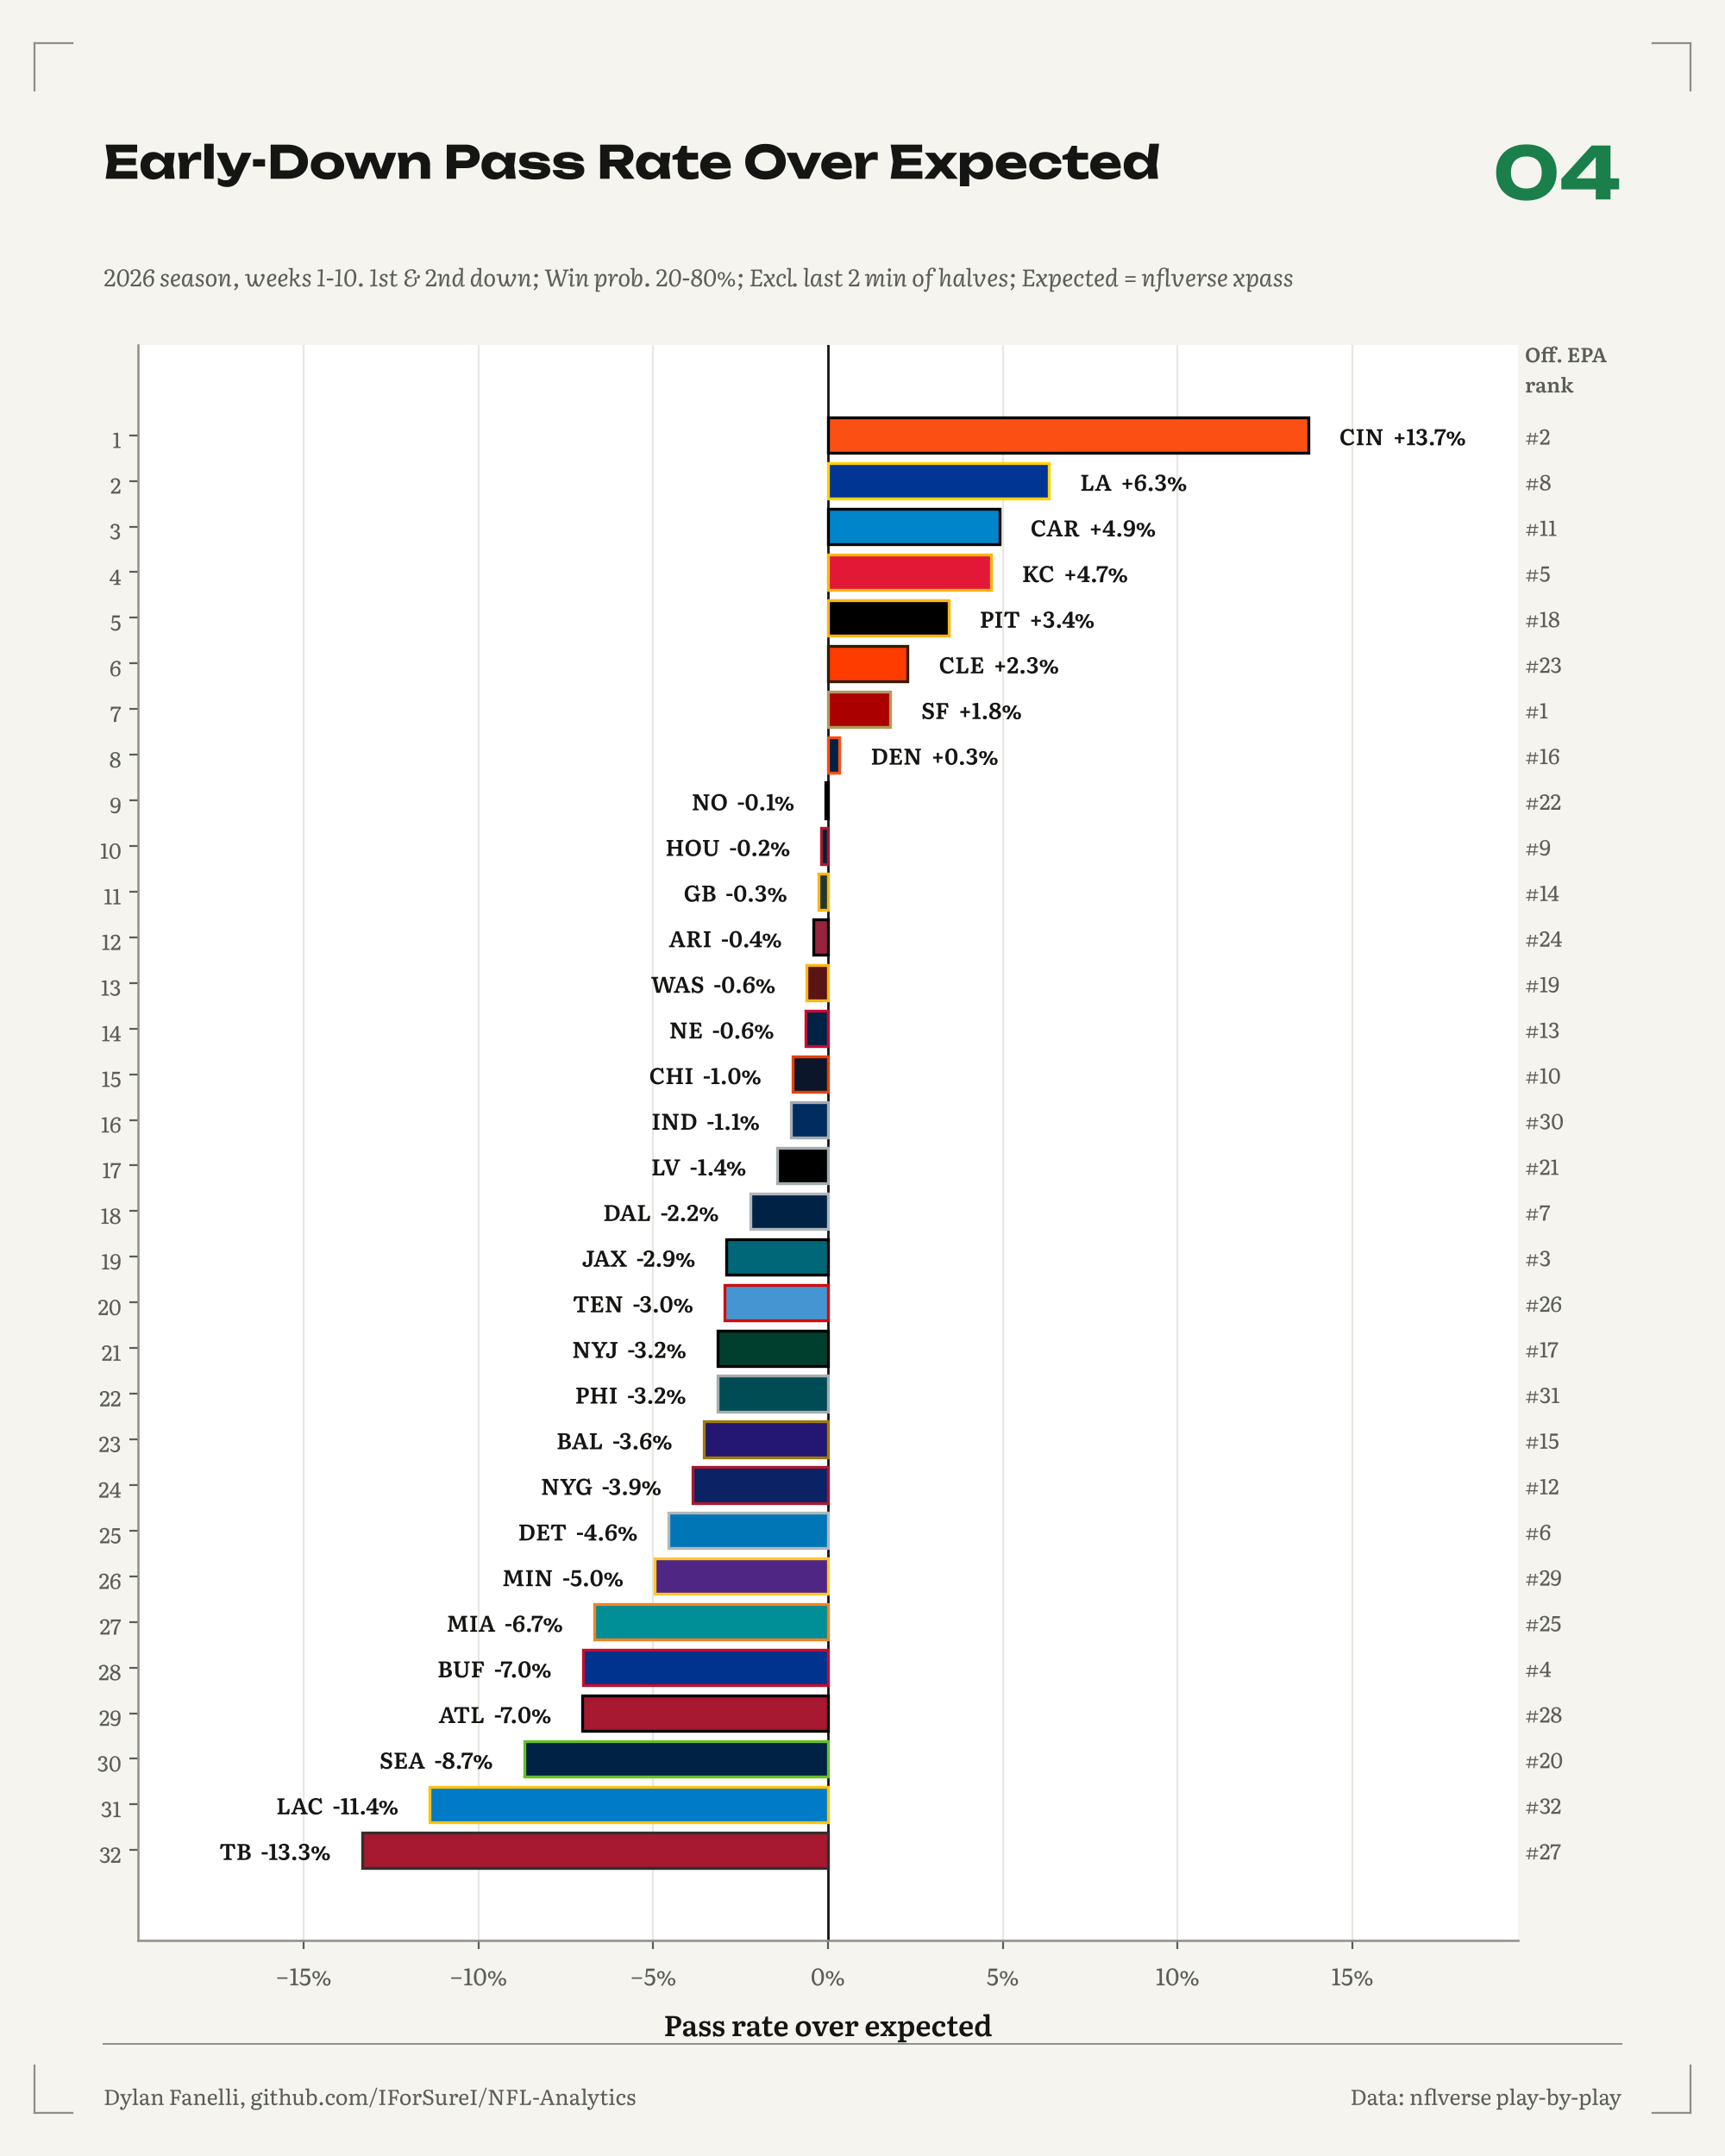 Early-Down Pass Rate Over Expected
04
2026 season, weeks 1-10. 1st & 2nd down; Win prob. 20-80%; Excl. last 2 min of halves; Expected = nflverse xpass
Off. EPA
rank
1 CIN +13.7% #2
2 LA +6.3% #8
3 CAR +4.9% #11
4 KC +4.7% #5
5 PIT +3.4% #18
6 CLE +2.3% #23
7 SF +1.8% #1
8 DEN +0.3% #16
9 NO -0.1% #22
10 HOU -0.2% #9
11 GB -0.3% #14
12 ARI -0.4% #24
13 WAS -0.6% #19
14 NE -0.6% #13
15 CHI -1.0% #10
16 IND -1.1% #30
17 LV -1.4% #21
18 DAL -2.2% #7
19 JAX -2.9% #3
20 TEN -3.0% #26
21 NYJ -3.2% #17
22 PHI -3.2% #31
23 BAL -3.6% #15
24 NYG -3.9% #12
25 DET -4.6% #6
26 MIN -5.0% #29
27 MIA -6.7% #25
28 BUF -7.0% #4
29 ATL -7.0% #28
30 SEA -8.7% #20
31 LAC -11.4% #32
32 TB -13.3% #27
−15% −10% −5% 0% 5% 10% 15%
Pass rate over expected
Dylan Fanelli, github.com/IForSureI/NFL-Analytics
Data: nflverse play-by-play